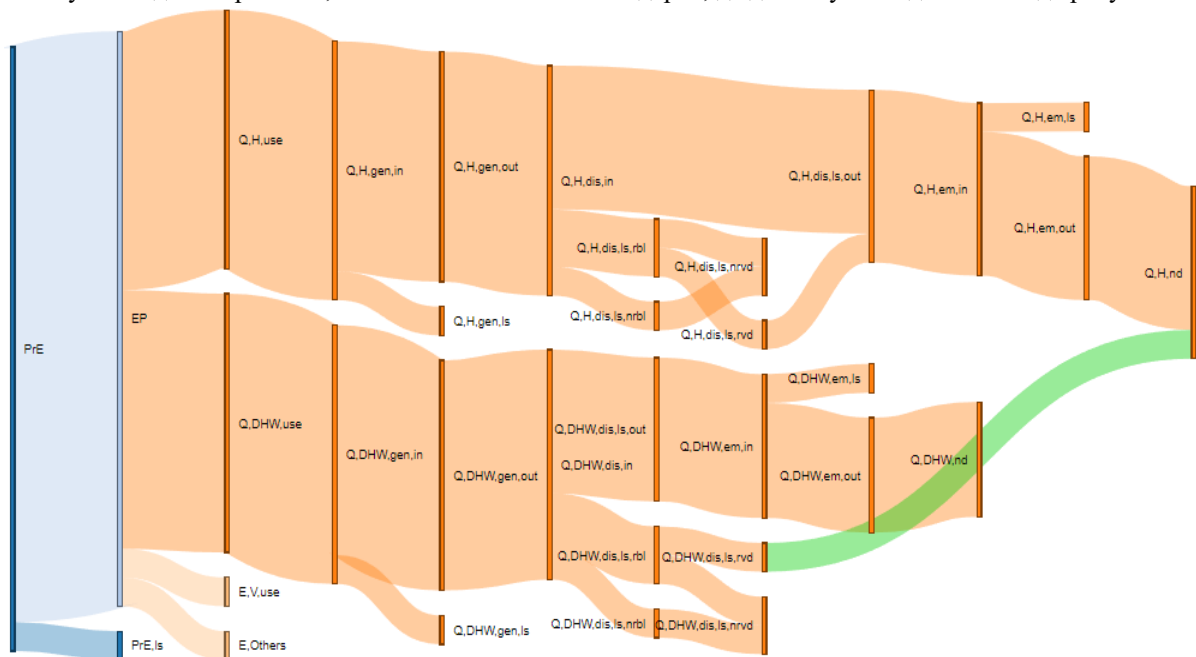 PrE
EP
PrE,ls
Q,H,use
Q,DHW,use
E,V,use
E,Others
Q,H,gen,in
Q,DHW,gen,in
Q,H,gen,out
Q,H,gen,ls
Q,DHW,gen,out
Q,DHW,gen,ls
Q,H,dis,in
Q,H,dis,ls,rbl
Q,H,dis,ls,nrbl
Q,H,dis,ls,nrvd
Q,H,dis,ls,rvd
Q,DHW,dis,ls,out
Q,DHW,dis,in
Q,DHW,dis,ls,rbl
Q,DHW,dis,ls,nrbl
Q,DHW,em,in
Q,DHW,dis,ls,rvd
Q,DHW,dis,ls,nrvd
Q,H,dis,ls,out
Q,DHW,em,ls
Q,DHW,em,out
Q,H,em,in
Q,DHW,nd
Q,H,em,ls
Q,H,em,out
Q,H,nd